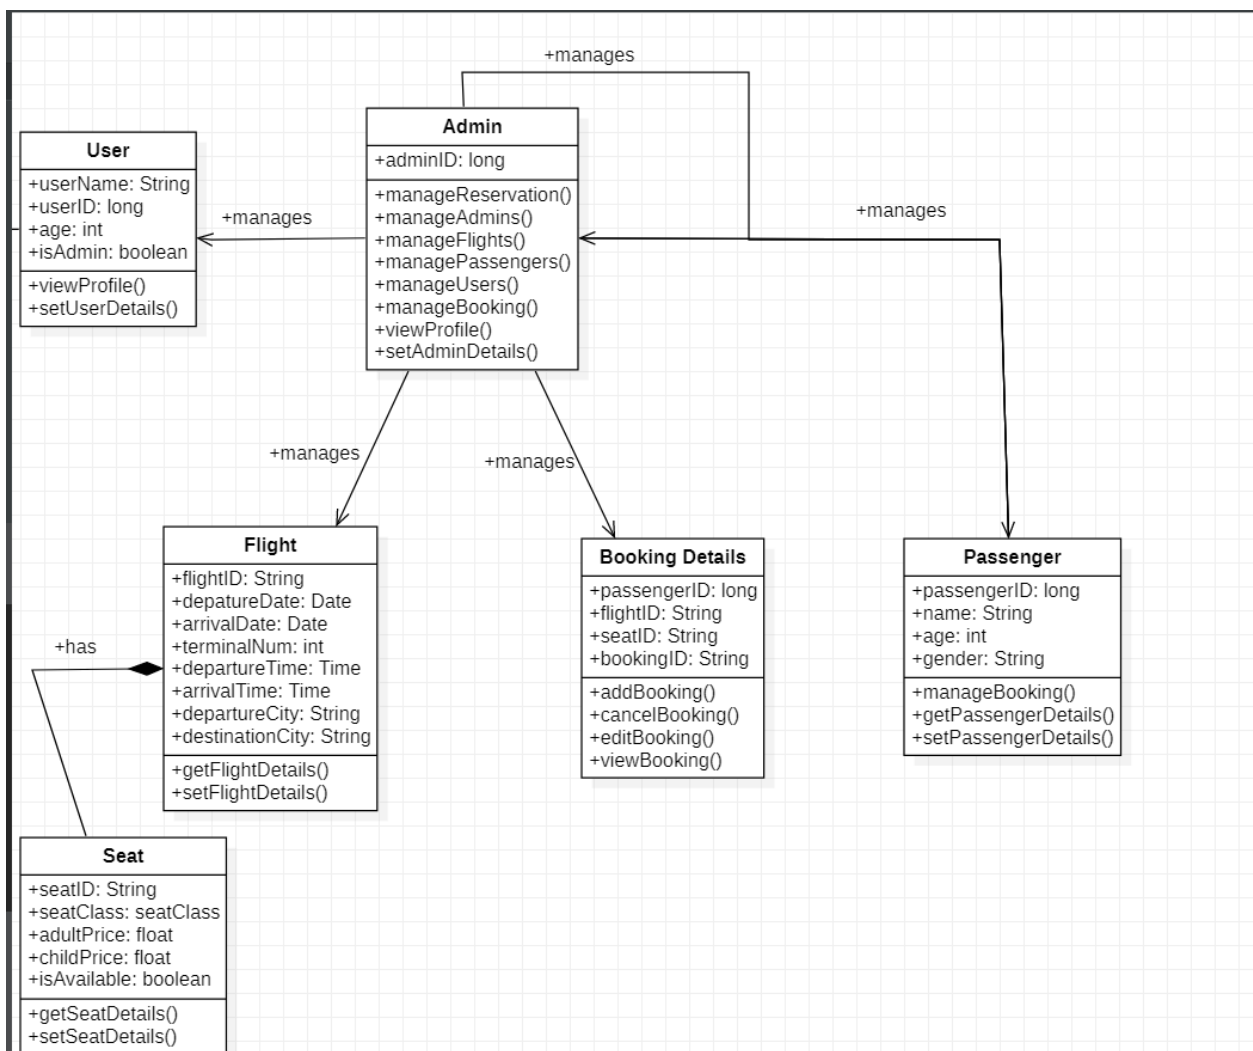 +manages
Admin
+adminID: long
+manageReservation()
+manageAdmins()
+manageFlights()
+managePassengers()
+manageUsers()
+manageBooking()
+viewProfile()
+setAdminDetails()
User
+userName: String
+userID: long
+age: int
+isAdmin: boolean
+viewProfile()
+setUserDetails()
+manages
+manages
+manages
+manages
Flight
+flightID: String
+depatureDate: Date
+arrivalDate: Date
+terminalNum: int
+departureTime: Time
+arrivalTime: Time
+departureCity: String
+destinationCity: String
+getFlightDetails()
+setFlightDetails()
Booking Details
+passengerID: long
+flightID: String
+seatID: String
+bookingID: String
+addBooking()
+cancelBooking()
+editBooking()
+viewBooking()
Passenger
+passengerID: long
+name: String
+age: int
+gender: String
+manageBooking()
+getPassengerDetails()
+setPassengerDetails()
+has
Seat
+seatID: String
+seatClass: seatClass
+adultPrice: float
+childPrice: float
+isAvailable: boolean
+getSeatDetails()
+setSeatDetails()